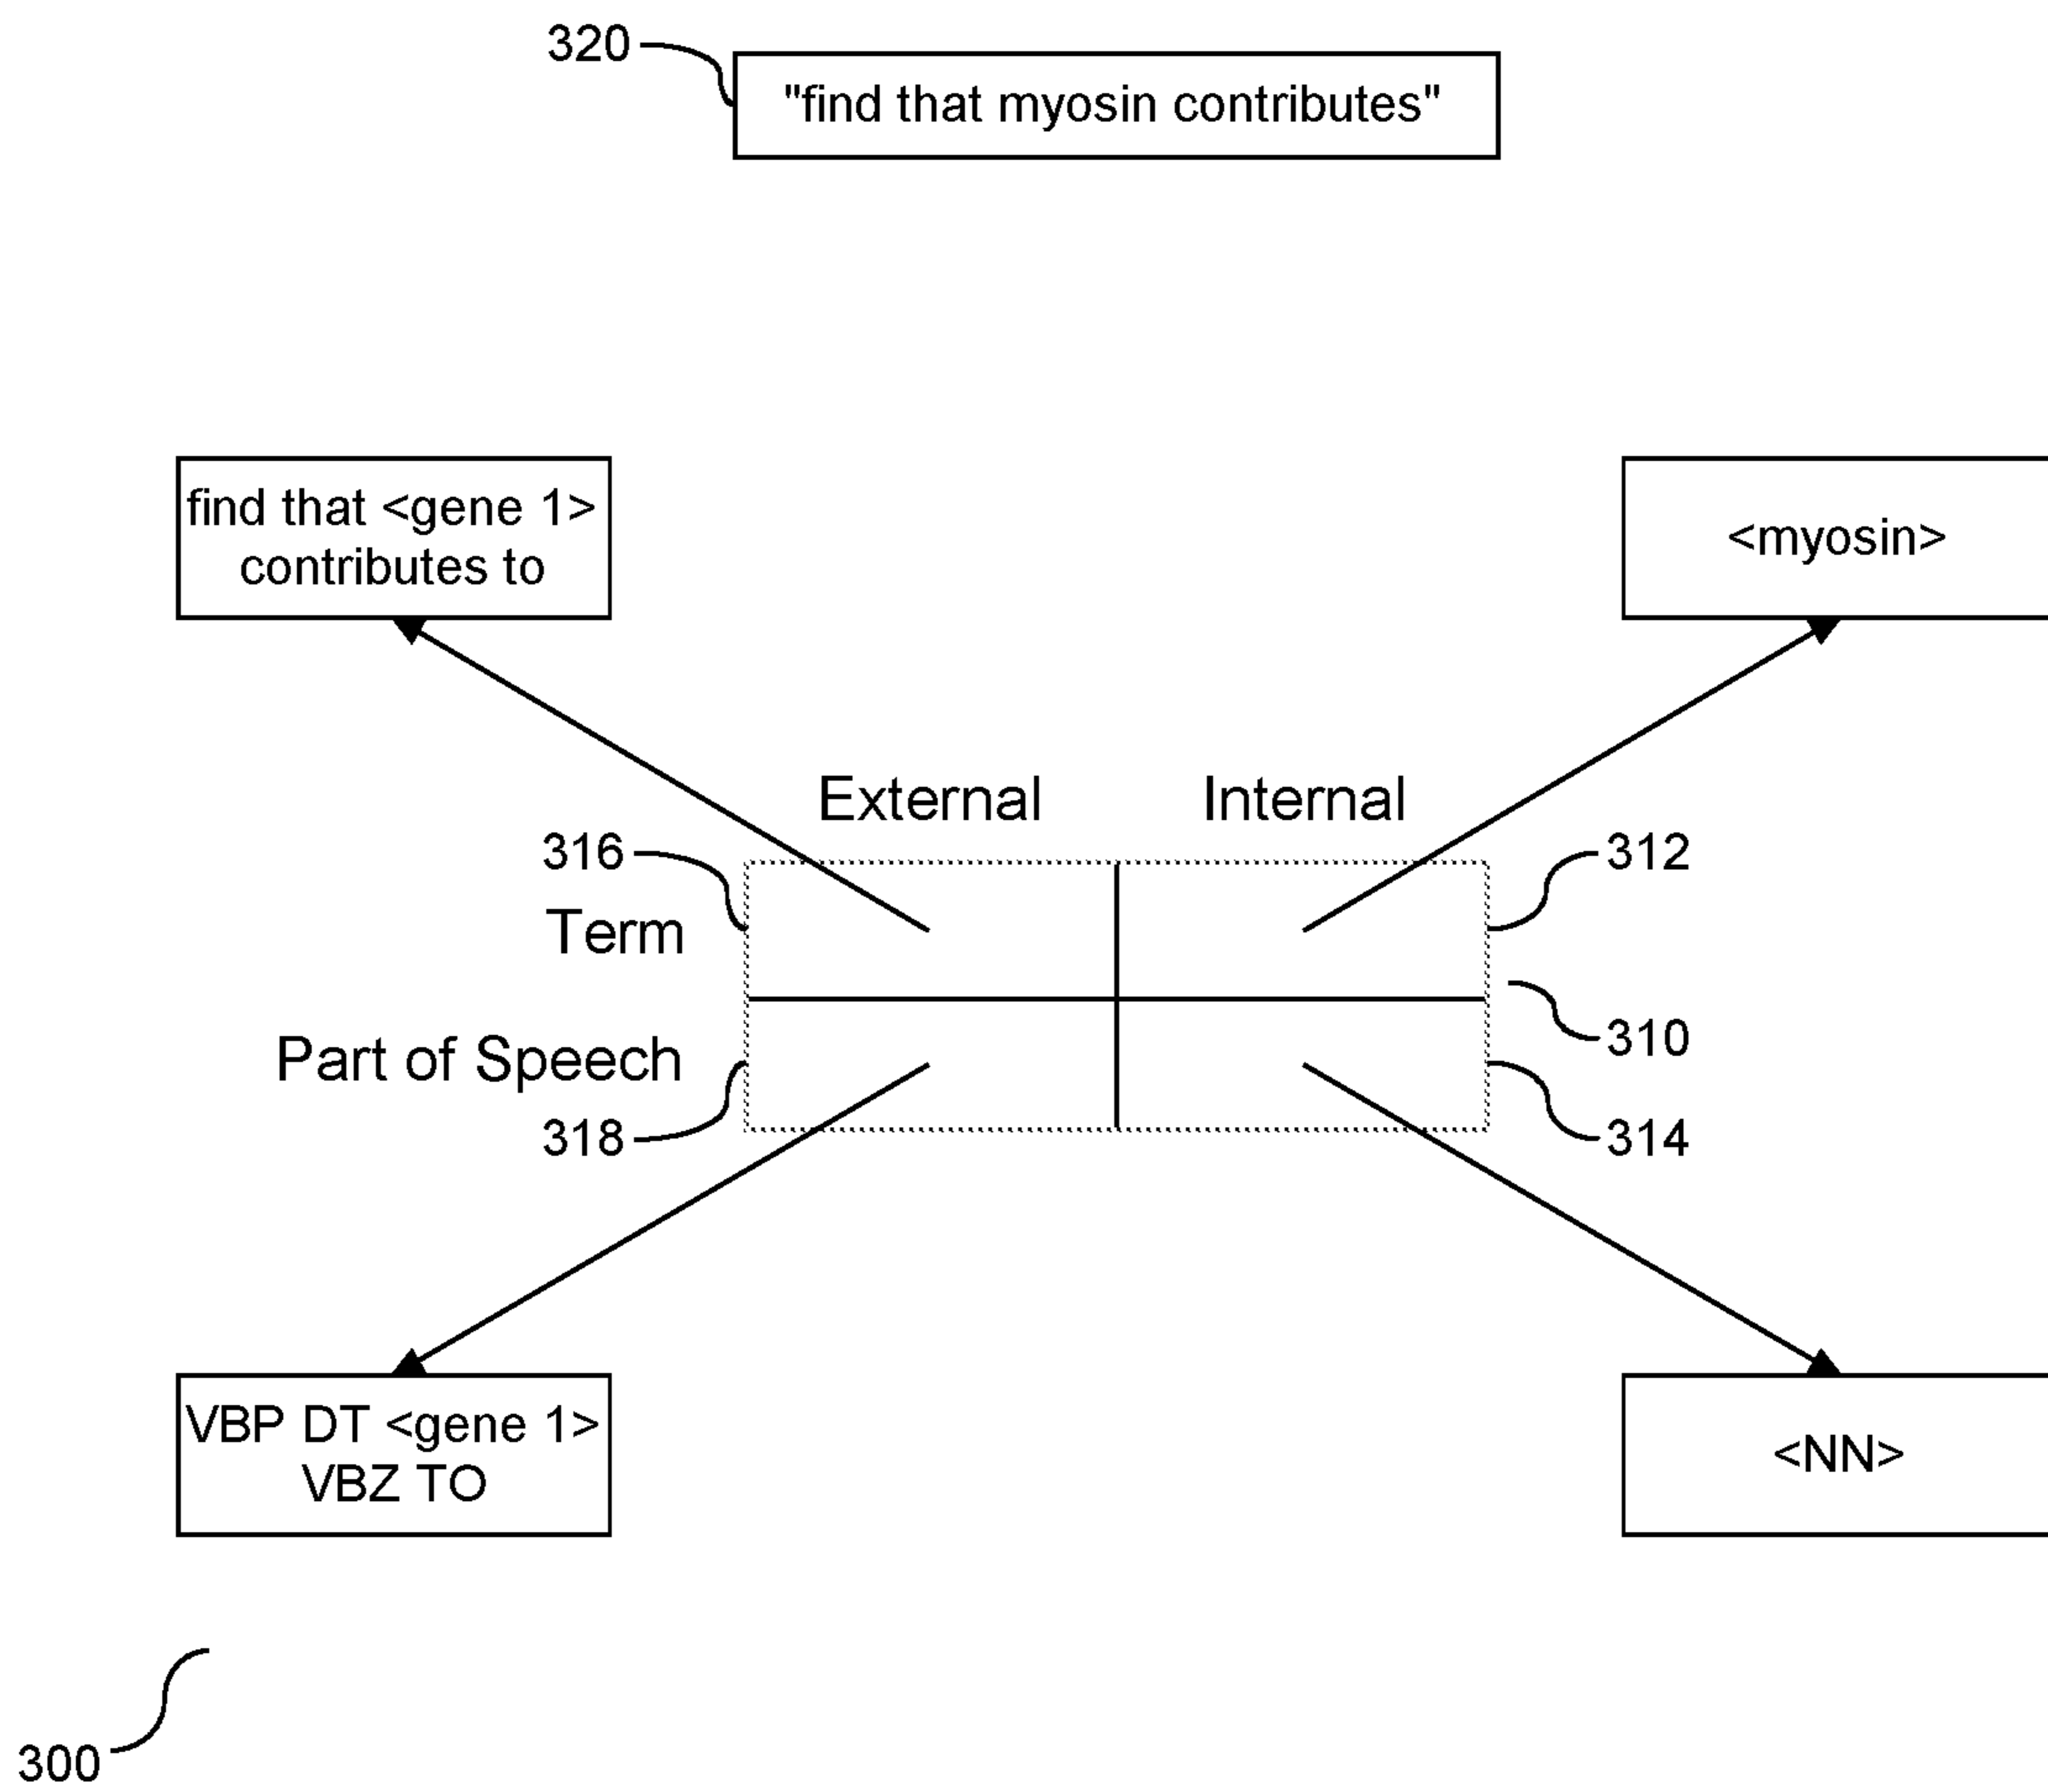 320
"find that myosin contributes"
find that <gene 1>
contributes to
<myosin>
External
Internal
316
312
Term
310
Part of Speech
318
314
VBP DT <gene 1>
VBZ TO
<NN>
300